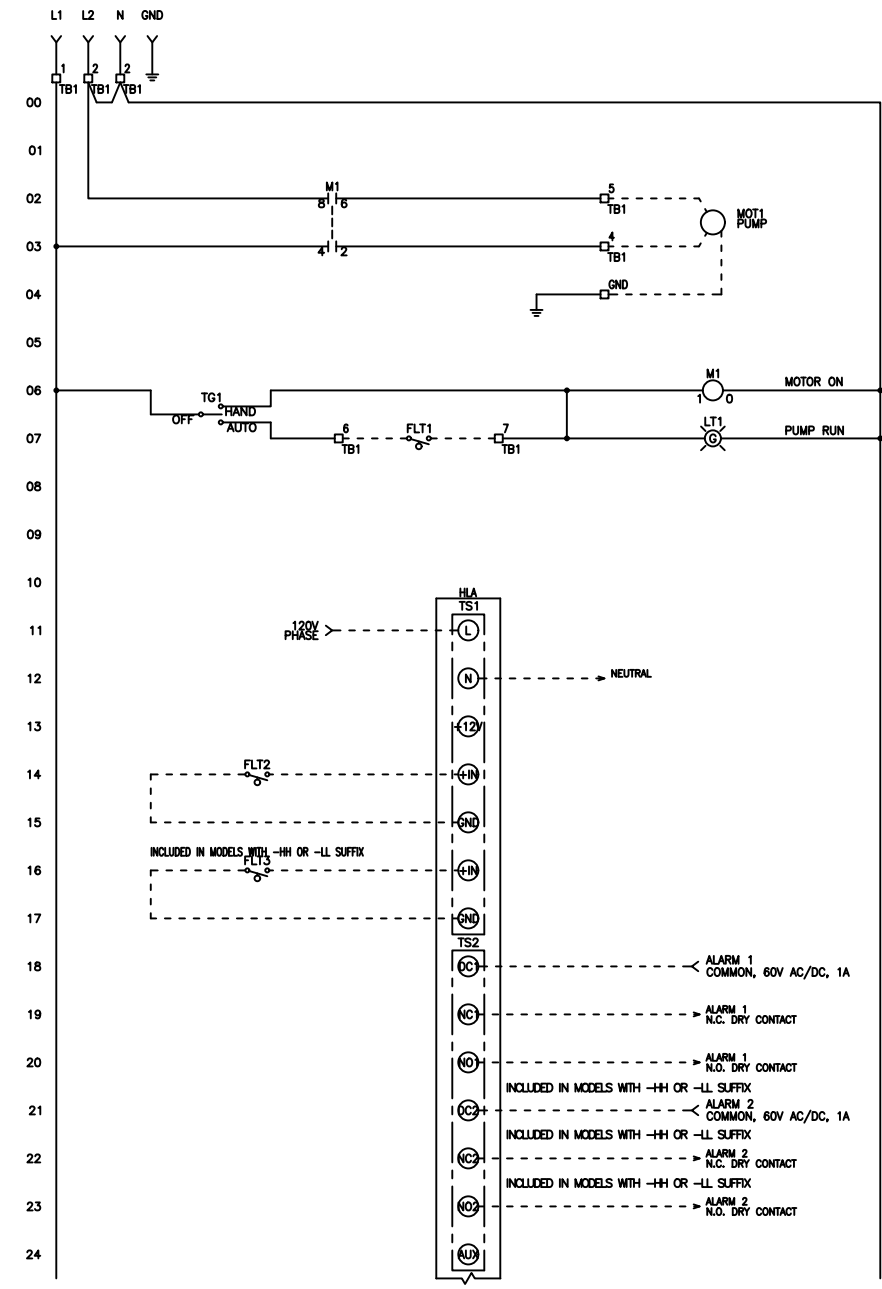 L1 L2 N GND
1 2 2
TB1 TB1 TB1
00
01
M1
02 8 6 5
TB1
MOT1
PUMP
03 4 2 4
TB1
04 GND
05
06 M1 MOTOR ON
1 0
TG1
HAND
OFF
AUTO
07 6 FLT1 7 LT1 G PUMP RUN
TB1 TB1
08
09
10
HLA
TS1
11 120V
PHASE
L
12 N NEUTRAL
13 +12V
14 FLT2 +IN
15 GND
INCLUDED IN MODELS WITH -HH OR -LL SUFFIX
16 FLT3 +IN
17 GND
TS2
18 DC1 ALARM 1
COMMON, 60V AC/DC, 1A
19 NC1 ALARM 1
N.C. DRY CONTACT
20 NO1 ALARM 1
N.O. DRY CONTACT
INCLUDED IN MODELS WITH -HH OR -LL SUFFIX
21 DC2 ALARM 2
COMMON, 60V AC/DC, 1A
INCLUDED IN MODELS WITH -HH OR -LL SUFFIX
22 NC2 ALARM 2
N.C. DRY CONTACT
INCLUDED IN MODELS WITH -HH OR -LL SUFFIX
23 NO2 ALARM 2
N.O. DRY CONTACT
24 AUX